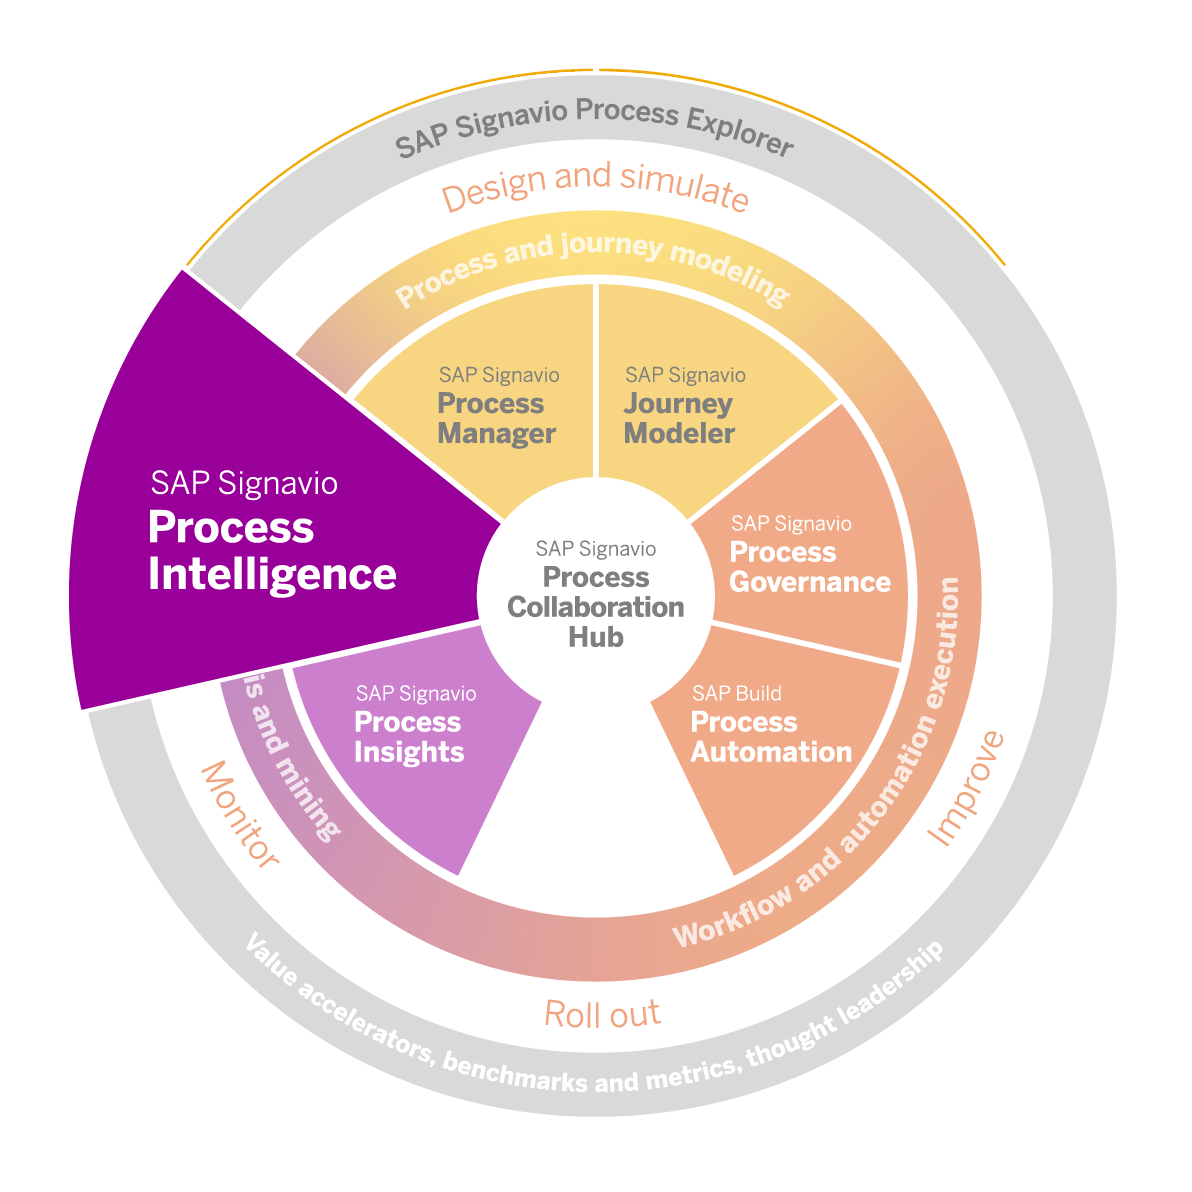 SAP Signavio Process Explorer
Design and simulate
Process and journey modeling
SAP Signavio
Process
Manager
SAP Signavio
Journey
Modeler
SAP Signavio
Process
Intelligence
SAP Signavio
Process
Governance
SAP Signavio
Process
Collaboration
Hub
SAP Signavio
Process
Insights
SAP Build
Process
Automation
is and mining
Workflow and automation execution
Monitor
Improve
Roll out
Value accelerators, benchmarks and metrics, thought leadership